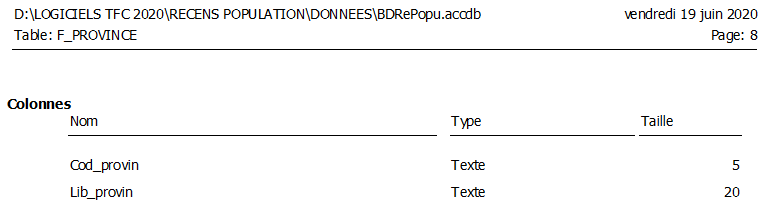 D:\LOGICIELS TFC 2020\RECENS POPULATION\DONNEES\BDRePopu.accdb vendredi 19 juin 2020
Table: F_PROVINCE Page: 8
Colonnes
Nom Type Taille
Cod_provin Texte 5
Lib_provin Texte 20